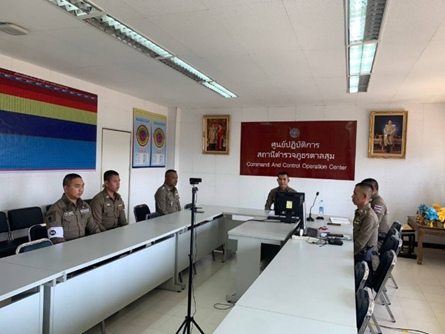 ศูนย์ปฏิบัติการ
สถานีตำรวจภูธรตาลสุม
Command And Control Operation Center